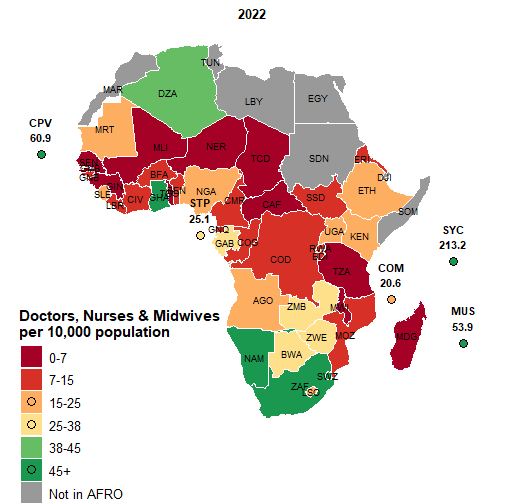 2022
TUN
MAR
DZA
LBY
EGY
CPV
60.9
MRT
MLI
NER
TCD
SDN
ERI
SEN
BFA
DJI
GIN
NGA
SLE
CIV
GHA
BEN
ETH
LBR
STP
25.1
CMR
CAF
SSD
SOM
GNQ
UGA
KEN
SYC
213.2
GAB
COG
COD
RWA
BDI
TZA
COM
20.6
AGO
ZMB
MWI
MUS
53.9
Doctors, Nurses & Midwives
per 10,000 population
ZWE
MOZ
MDG
0-7
NAM
BWA
7-15
SWZ
15-25
ZAF
LSO
25-38
38-45
45+
Not in AFRO